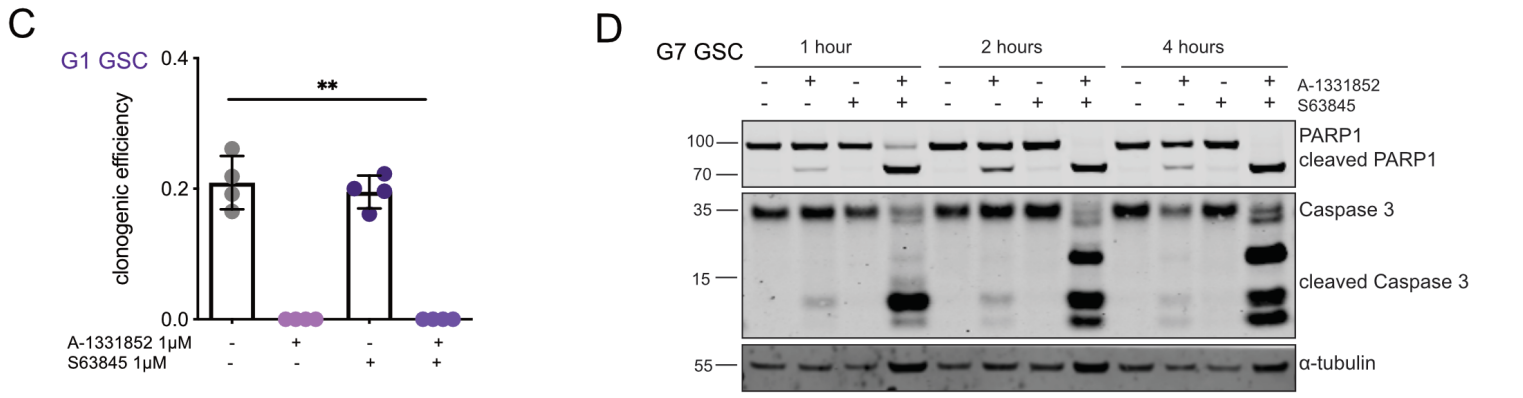 C
G1 GSC
clonogenic efficiency
0.4
0.2
0.0
**
A-1331852 1μM - + - +
S63845 1μM - - + +
D
G7 GSC
1 hour 2 hours 4 hours
- + - + - + - + - + - + A-1331852
- - + + - - + + - - + + S63845
100
70
PARP1
cleaved PARP1
35
15
Caspase 3
cleaved Caspase 3
55
α-tubulin